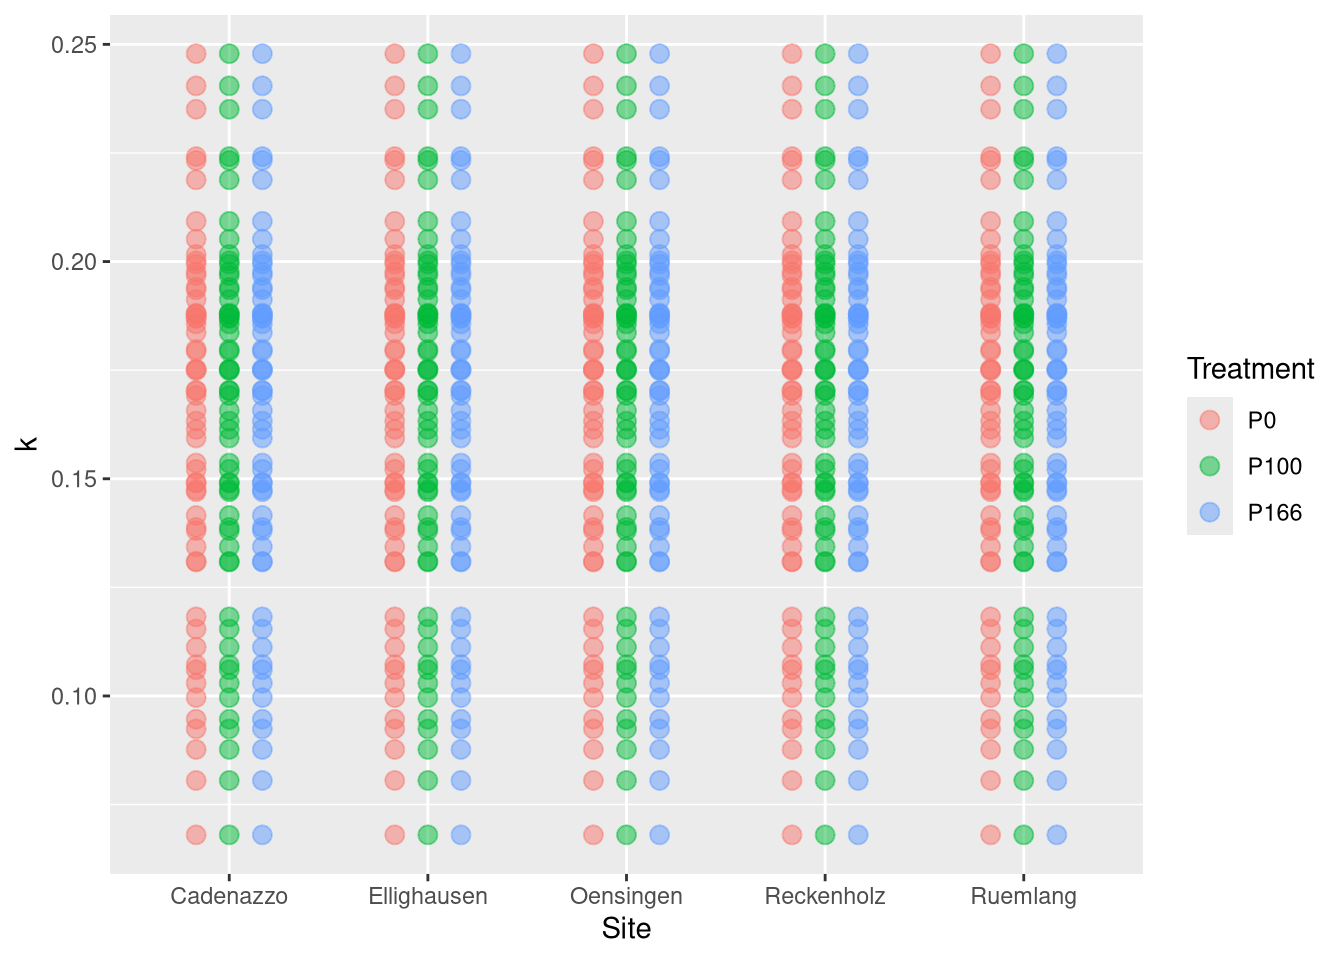 0.25
0.20
0.15
0.10
k
Cadenazzo
Ellighausen
Oensingen
Reckenholz
Ruemlang
Site
Treatment
P0
P100
P166